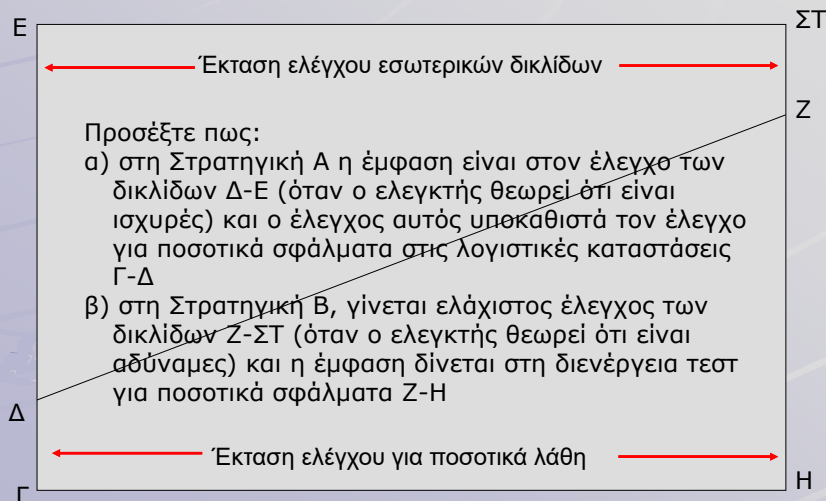 Ε
ΣΤ
Έκταση ελέγχου εσωτερικών δικλίδων
Ζ
Προσέξτε πως:
α) στη Στρατηγική Α η έμφαση είναι στον έλεγχο των
δικλίδων Δ-Ε (όταν ο ελεγκτής θεωρεί ότι είναι
ισχυρές) και ο έλεγχος αυτός υποκαθιστά τον έλεγχο
για ποσοτικά σφάλματα στις λογιστικές καταστάσεις
Γ-Δ
β) στη Στρατηγική Β, γίνεται ελάχιστος έλεγχος των
δικλίδων Ζ-ΣΤ (όταν ο ελεγκτής θεωρεί ότι είναι
αδύναμες) και η έμφαση δίνεται στη διενέργεια τεστ
για ποσοτικά σφάλματα Ζ-Η
Δ
Έκταση ελέγχου για ποσοτικά λάθη
Γ
Η